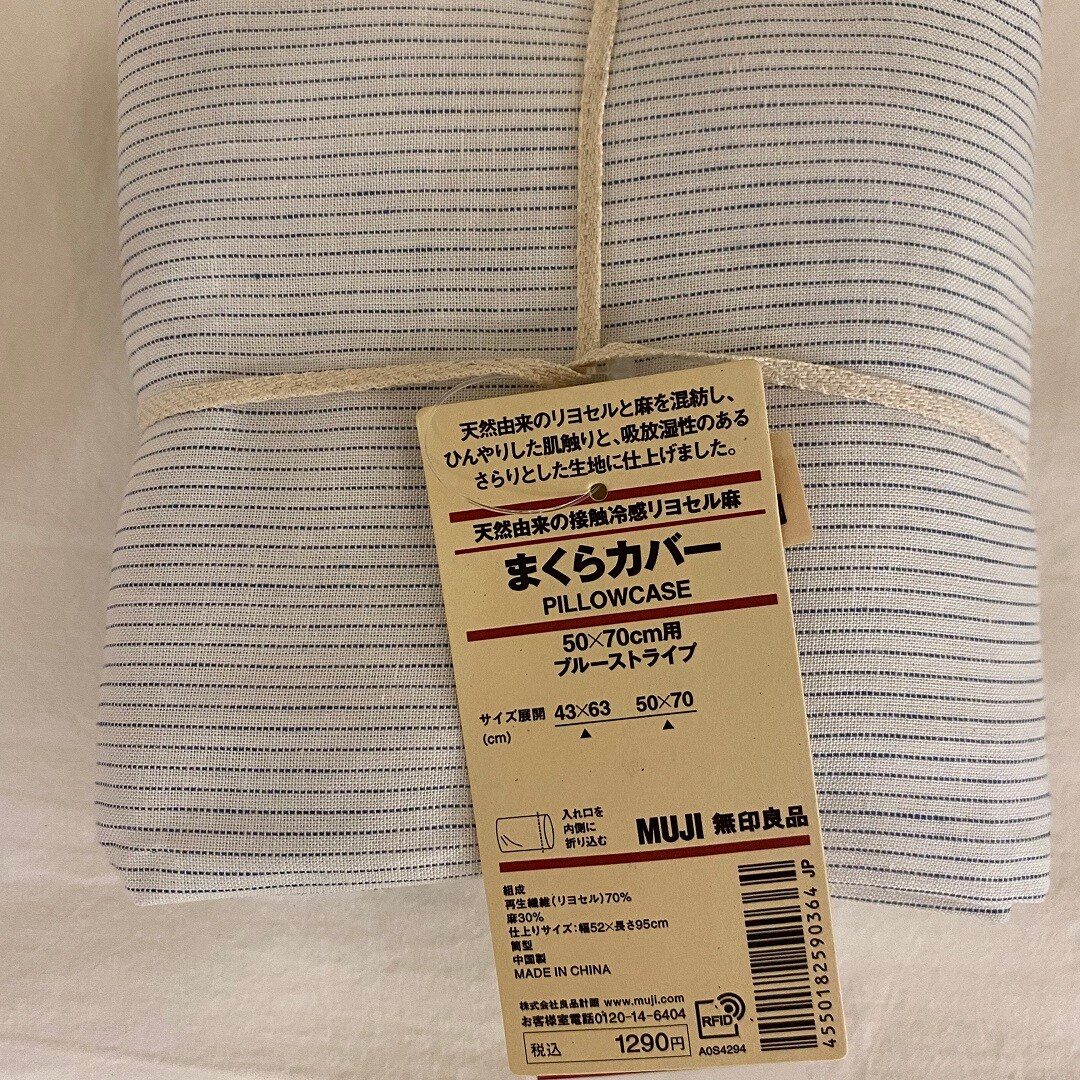 天然由来のリヨセルと麻を混紡し、
ひんやりした肌触りと、吸放湿性のある
さらりとした生地に仕上げました。
天然由来の接触冷感リヨセル麻
まくらカバー
PILLOWCASE
50×70cm用
ブルーストライプ
サイズ展開 43×63 50×70
(cm) ▲ ▲
入れ口を
内側に
折り込む
MUJI 無印良品
組成
再生繊維(リヨセル)70%
麻30%
仕上りサイズ:幅52×長さ95cm
筒型
中国製
MADE IN CHINA
株式会社良品計画 www.muji.com
お客様室電話0120-14-6404
税込 1290円
RFID
A0S4294
4550182590364 JP